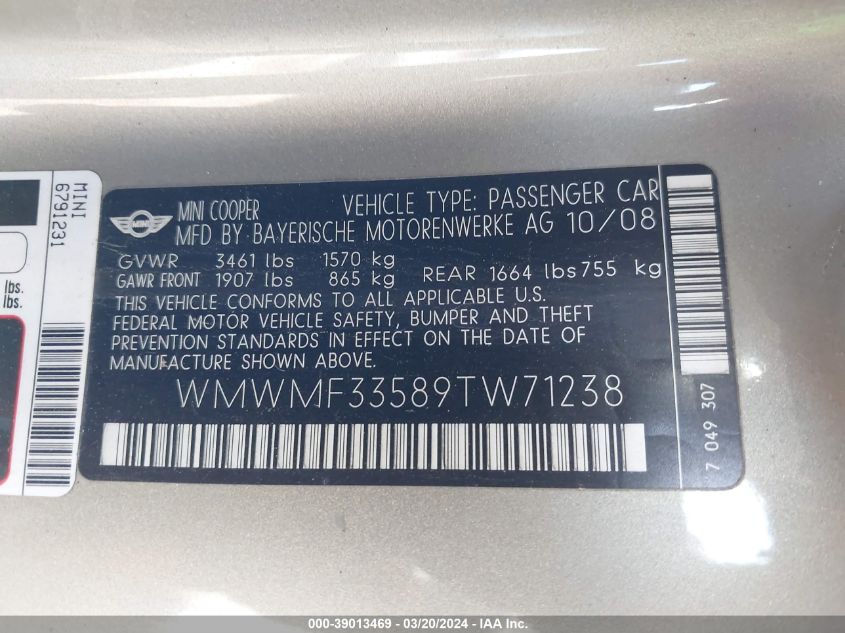 MINI
6791231
lbs.
lbs.
MINI
MINI COOPER VEHICLE TYPE: PASSENGER CAR
MFD BY BAYERISCHE MOTORENWERKE AG 10/08
GVWR 3461 lbs 1570 kg
GAWR FRONT 1907 lbs 865 kg REAR 1664 lbs 755 kg
THIS VEHICLE CONFORMS TO ALL APPLICABLE U.S.
FEDERAL MOTOR VEHICLE SAFETY, BUMPER AND THEFT
PREVENTION STANDARDS IN EFFECT ON THE DATE OF
MANUFACTURE SHOWN ABOVE.
WMWMF33589TW71238
7 049 307
000-39013469 - 03/20/2024 - IAA Inc.